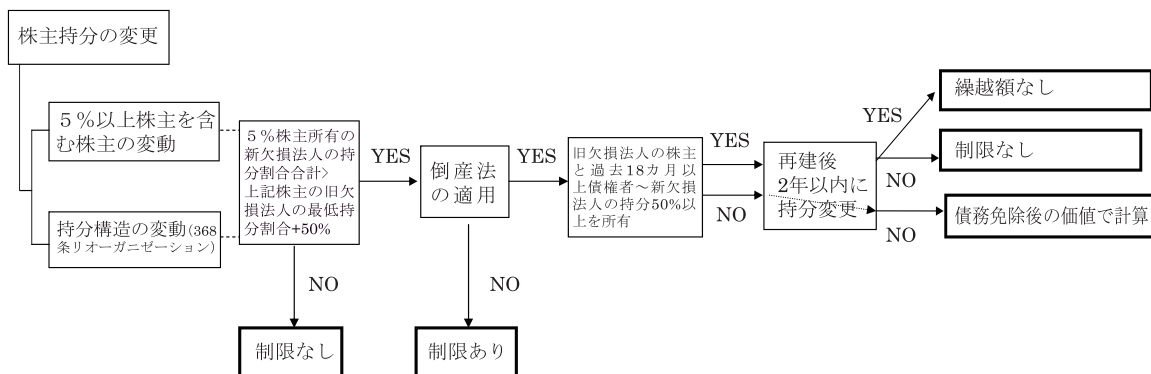 株主持分の変更
５％以上株主を含
む株主の変動
持分構造の変動(368
条リオーガニゼーション)
５％株主所有の
新欠損法人の持
分割合合計>
上記株主の旧欠
損法人の最低持
分割合+50%
YES
NO
制限なし
倒産法
の適用
YES
NO
制限あり
旧欠損法人の株主
と過去18カ月以
上債権者～新欠損
法人の持分50%以
上を所有
YES
NO
再建後
2年以内に
持分変更
YES
NO
NO
繰越額なし
制限なし
債務免除後の価値で計算